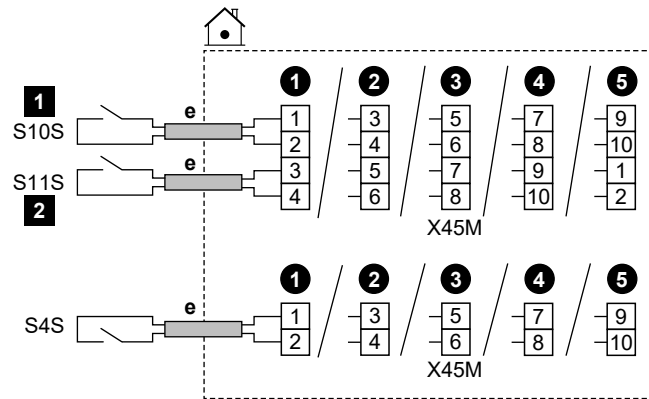 1 2 3 4 5
1 e 1 3 5 7 9
S10S 2 4 6 8 10
S11S e 3 5 7 9 1
2 4 6 8 10 2
X45M
1 2 3 4 5
S4S e 1 3 5 7 9
2 4 6 8 10
X45M